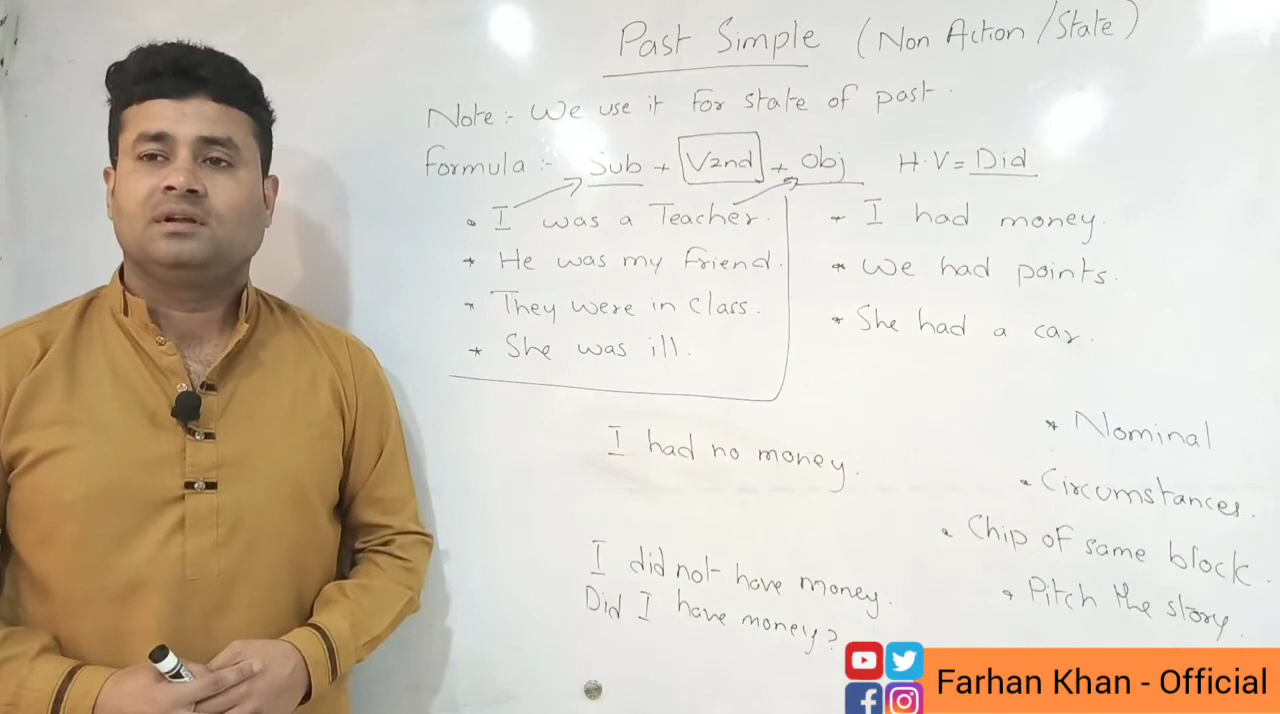 Past Simple (Non Action / State)
Note :- We use it for state of past.
formula :- Sub + V2nd + Obj H.V = Did
• I was a Teacher.
* He was my friend.
* They were in class.
* She was ill.
* I had money.
* We had points.
* She had a car.
I had no money.
I did not have money.
Did I have money?
* Nominal
• Circumstances.
• Chip of same block.
• Pitch the story.
Farhan Khan - Official